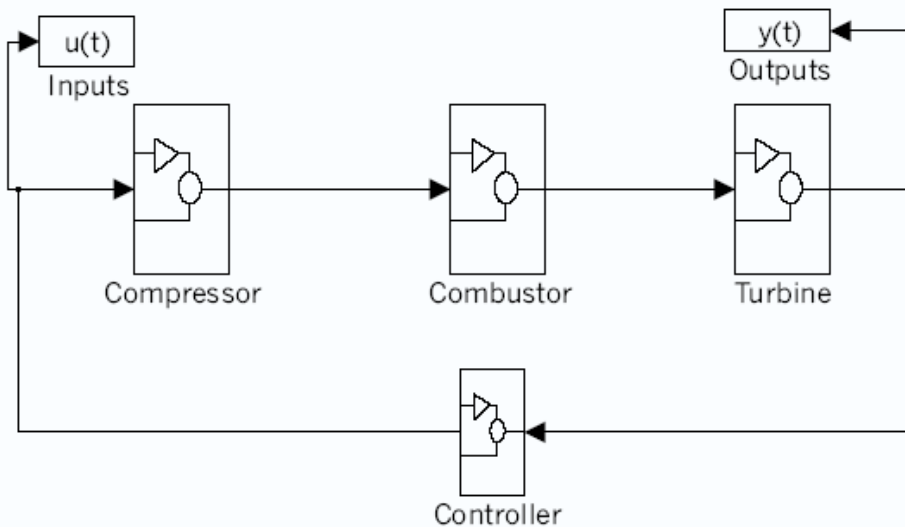 u(t)
Inputs
y(t)
Outputs
Compressor
Combustor
Turbine
Controller